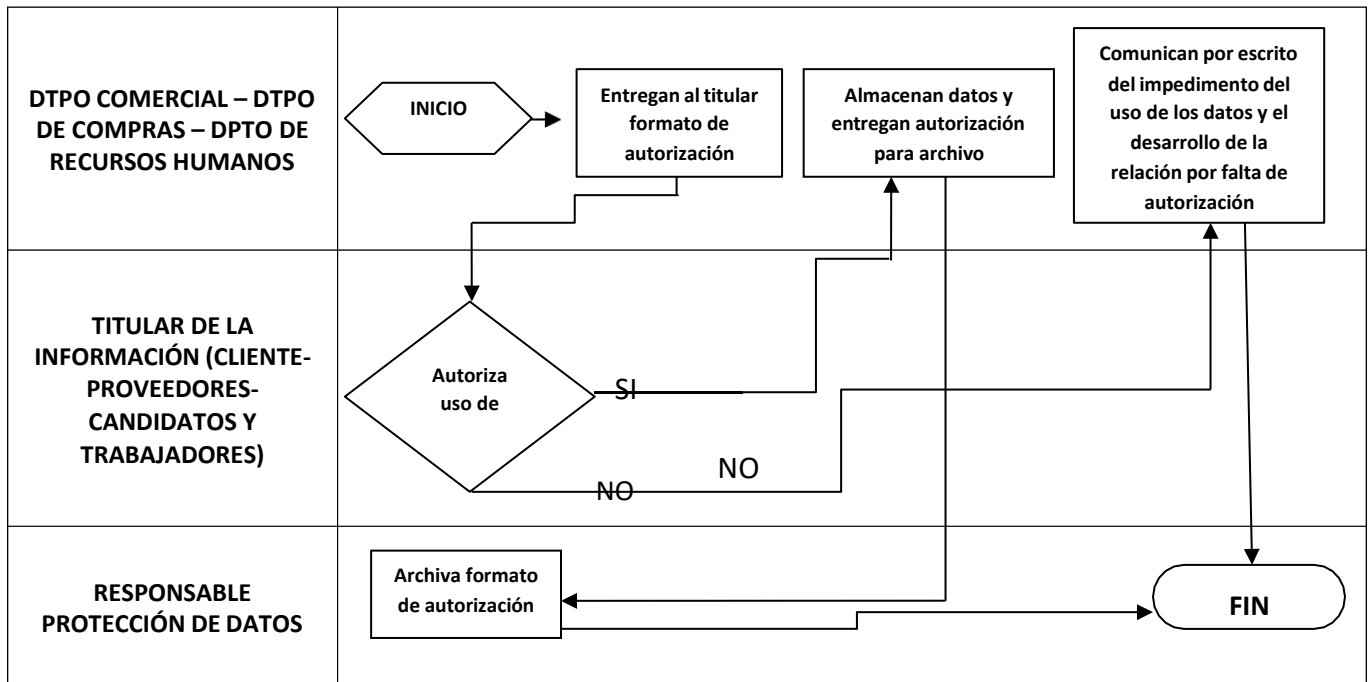 DTPO COMERCIAL – DTPO
DE COMPRAS – DPTO DE
RECURSOS HUMANOS
INICIO
Entregan al titular
formato de
autorización
Almacenan datos y
entregan autorización
para archivo
Comunican por escrito
del impedimento del
uso de los datos y el
desarrollo de la
relación por falta de
autorización
TITULAR DE LA
INFORMACIÓN (CLIENTE-
PROVEEDORES-
CANDIDATOS Y
TRABAJADORES)
Autoriza
uso de
SI
NO
NO
RESPONSABLE
PROTECCIÓN DE DATOS
Archiva formato
de autorización
FIN